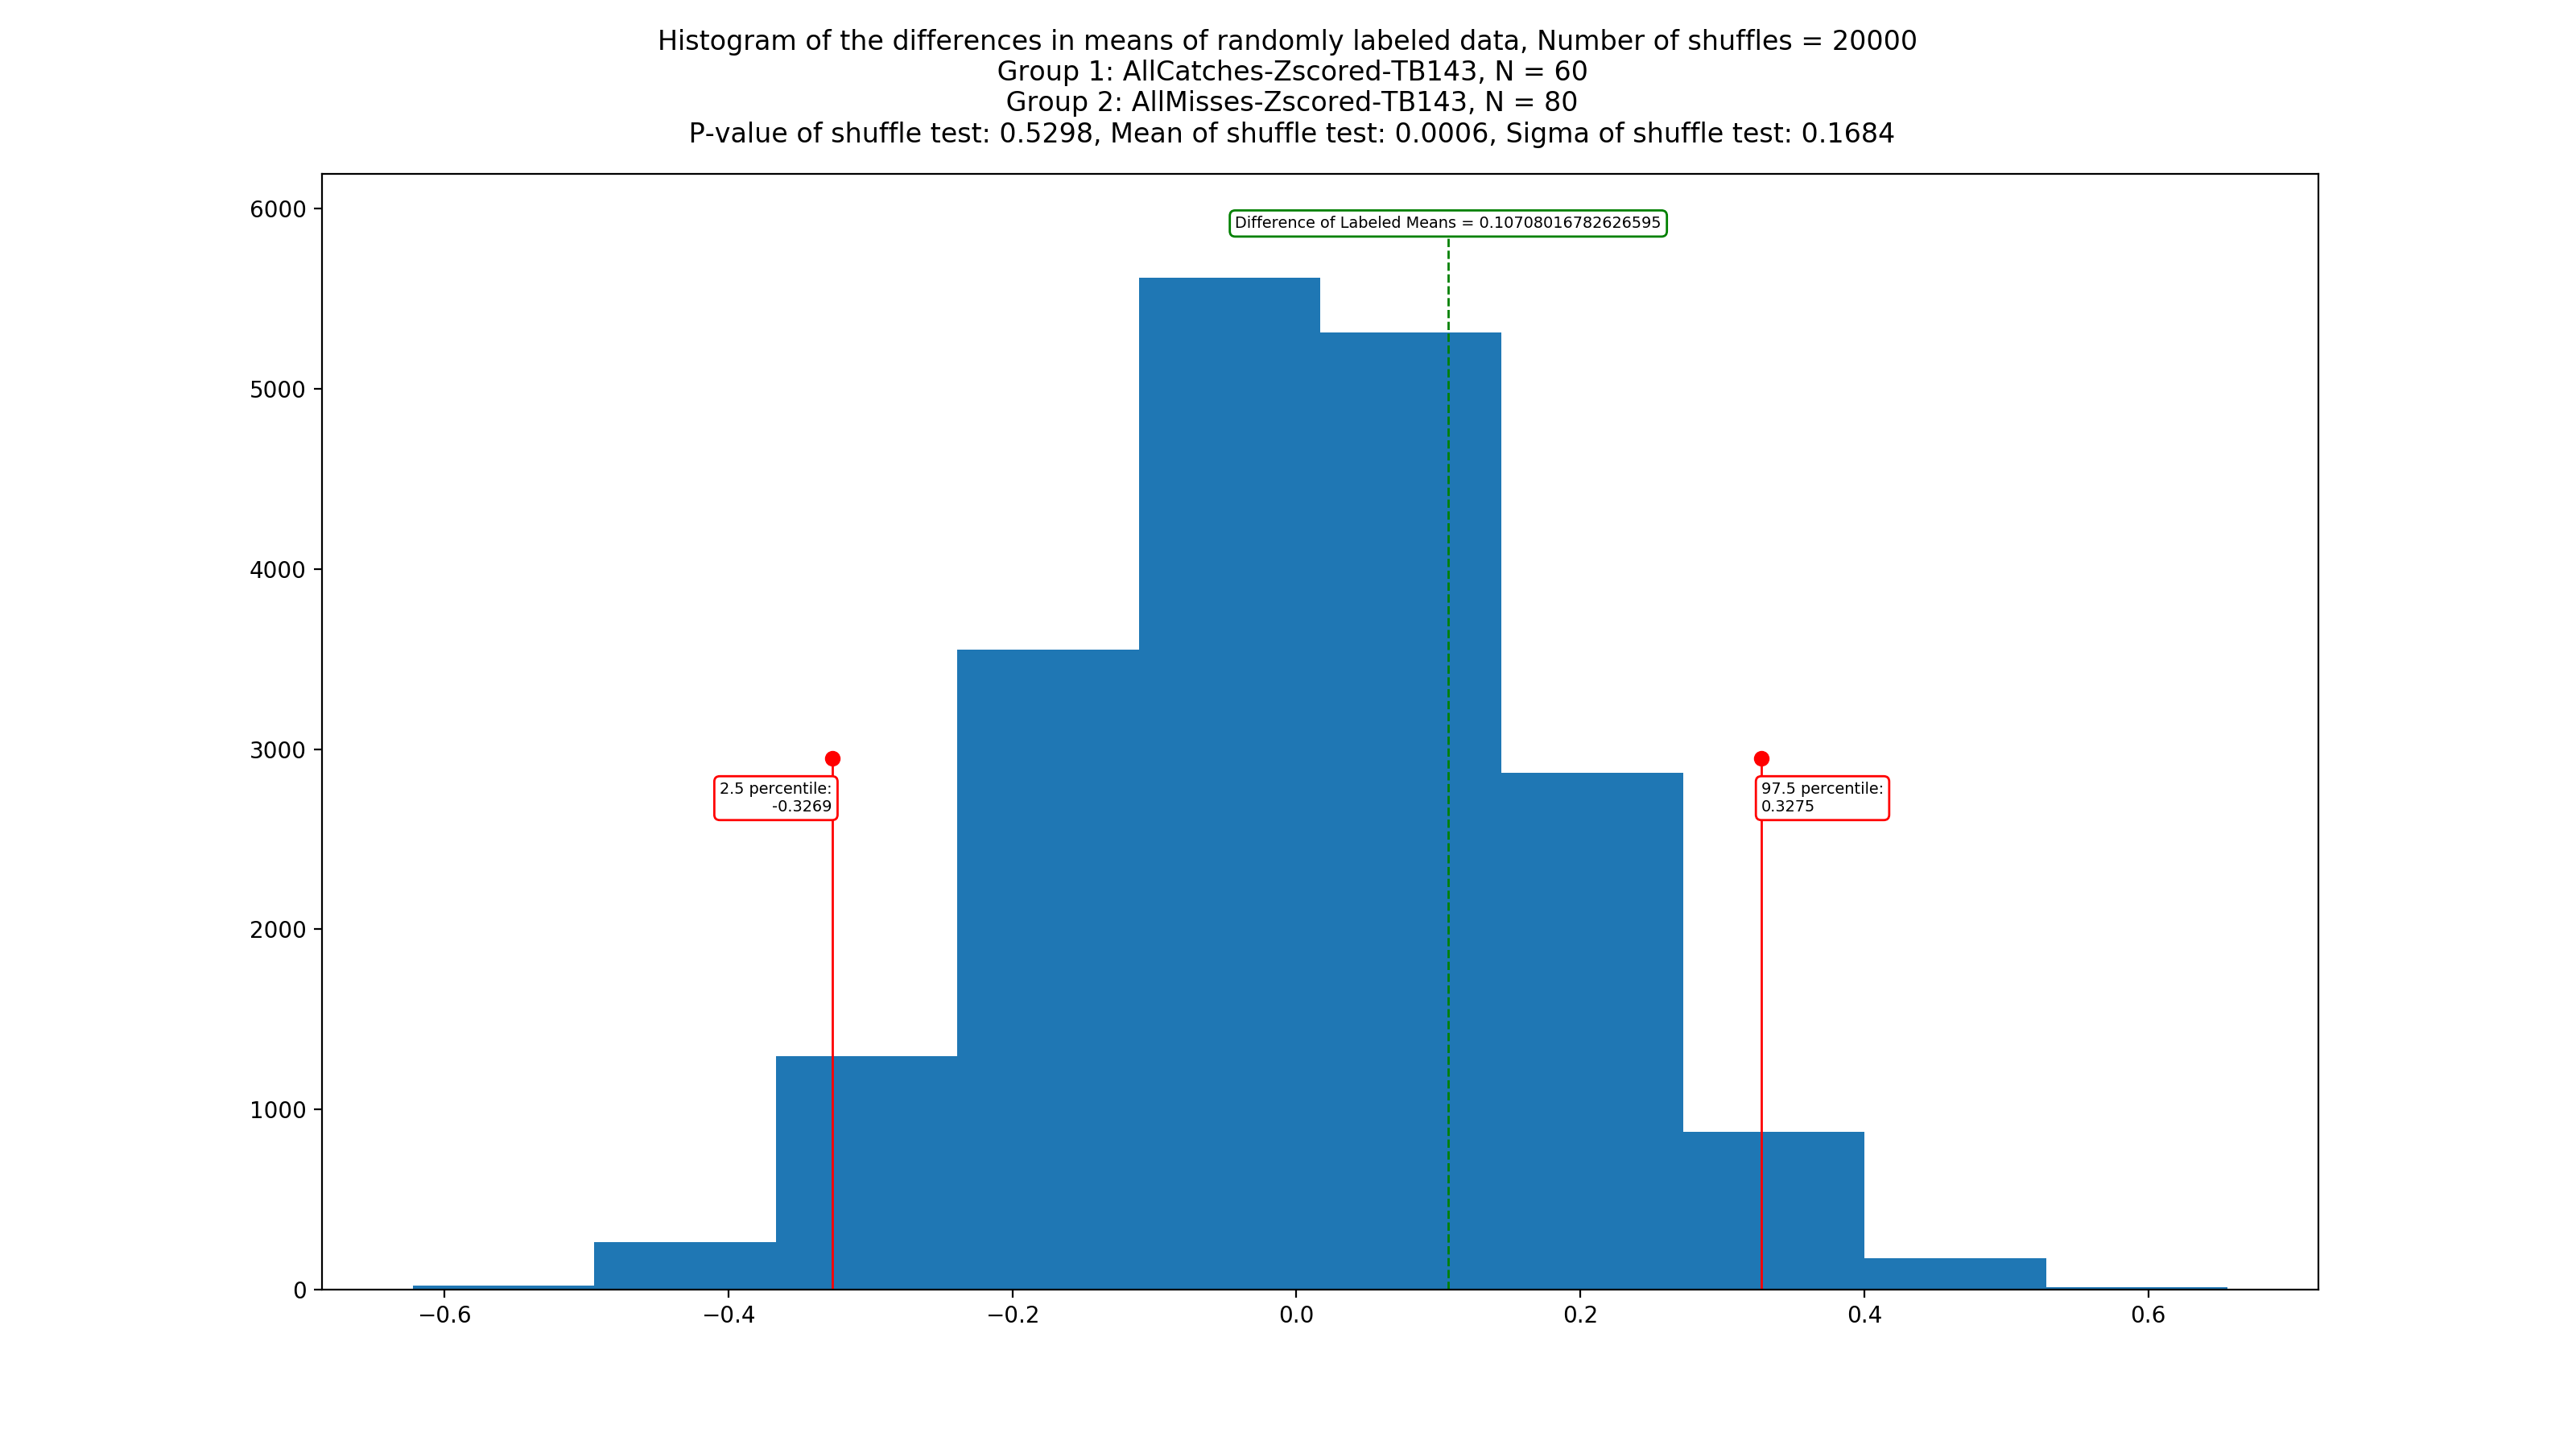 Histogram of the differences in means of randomly labeled data, Number of shuffles = 20000
Group 1: AllCatches-Zscored-TB143, N = 60
Group 2: AllMisses-Zscored-TB143, N = 80
P-value of shuffle test: 0.5298, Mean of shuffle test: 0.0006, Sigma of shuffle test: 0.1684
6000
Difference of Labeled Means = 0.10708016782626595
5000
4000
3000
2.5 percentile:
-0.3269
97.5 percentile:
0.3275
2000
1000
0
−0.6
−0.4
−0.2
0.0
0.2
0.4
0.6